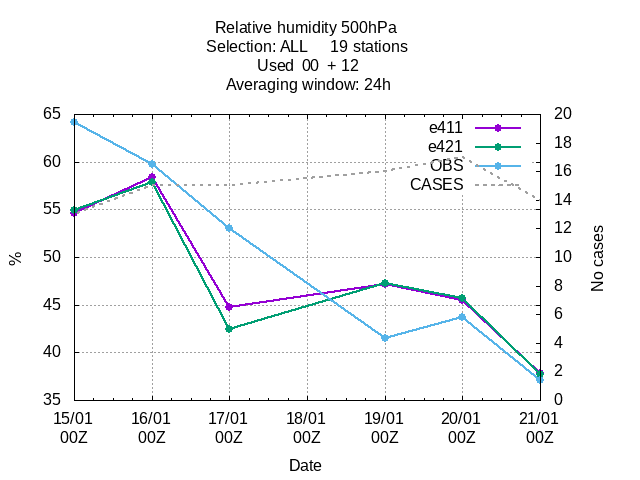 Relative humidity 500hPa
Selection: ALL 19 stations
Used 00 + 12
Averaging window: 24h
65
60
55
50
45
40
35
%
20
18
16
14
12
10
8
6
4
2
0
No cases
e411
e421
OBS
CASES
15/01 16/01 17/01 18/01 19/01 20/01 21/01
00Z 00Z 00Z 00Z 00Z 00Z 00Z
Date